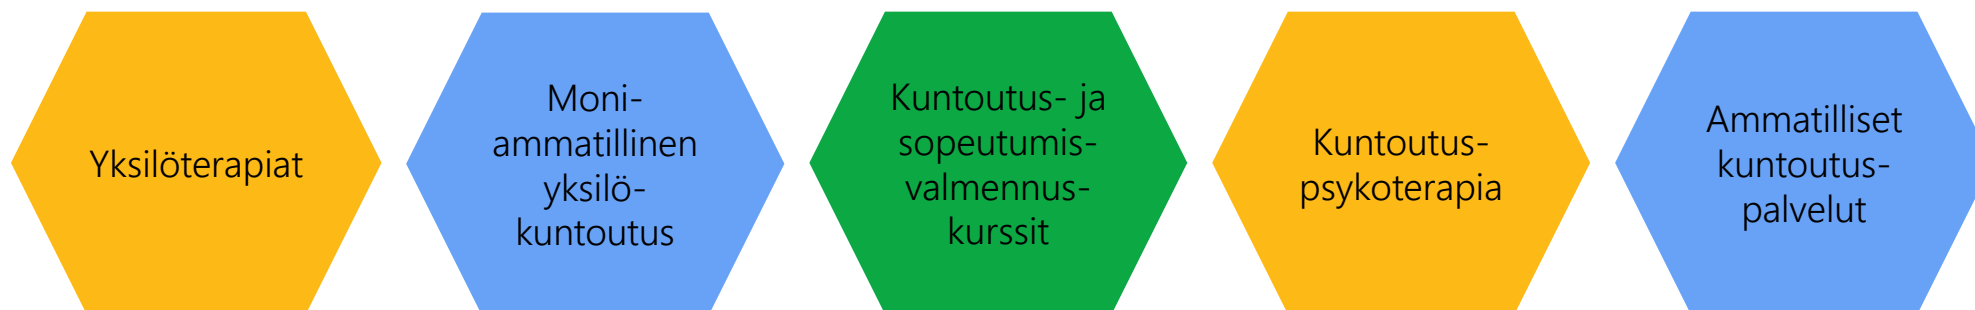 Yksilöterapiat
Moni-
ammatillinen
yksilö-
kuntoutus
Kuntoutus- ja
sopeutumis-
valmennus-
kurssit
Kuntoutus-
psykoterapia
Ammatilliset
kuntoutus-
palvelut